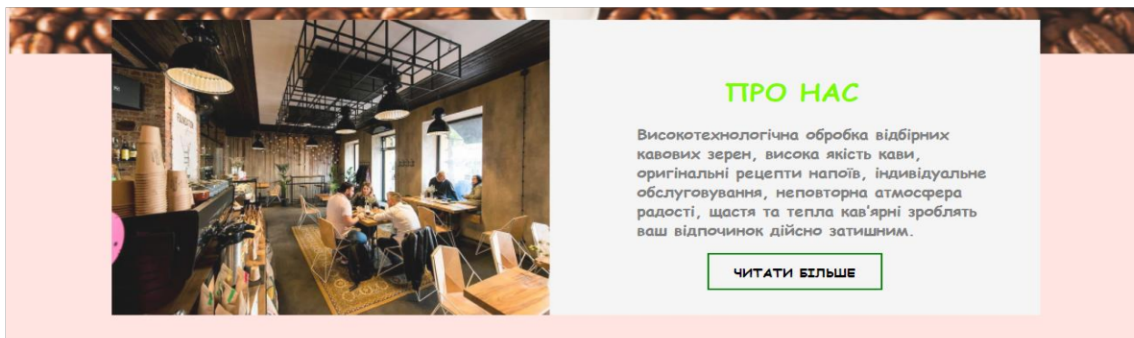 ПРО НАС
Високотехнологічна обробка відбірних
кавових зерен, висока якість кави,
оригінальні рецепти напоїв, індивідуальне
обслуговування, неповторна атмосфера
радості, щастя та тепла кав'ярні зроблять
ваш відпочинок дійсно затишним.
ЧИТАТИ БІЛЬШЕ